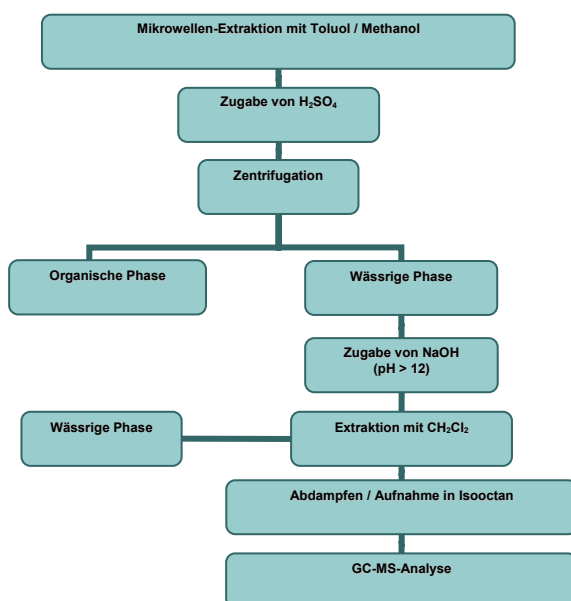 Mikrowellen-Extraktion mit Toluol / Methanol
Zugabe von H₂SO₄
Zentrifugation
Organische Phase
Wässrige Phase
Zugabe von NaOH
(pH > 12)
Wässrige Phase
Extraktion mit CH₂Cl₂
Abdampfen / Aufnahme in Isooctan
GC-MS-Analyse